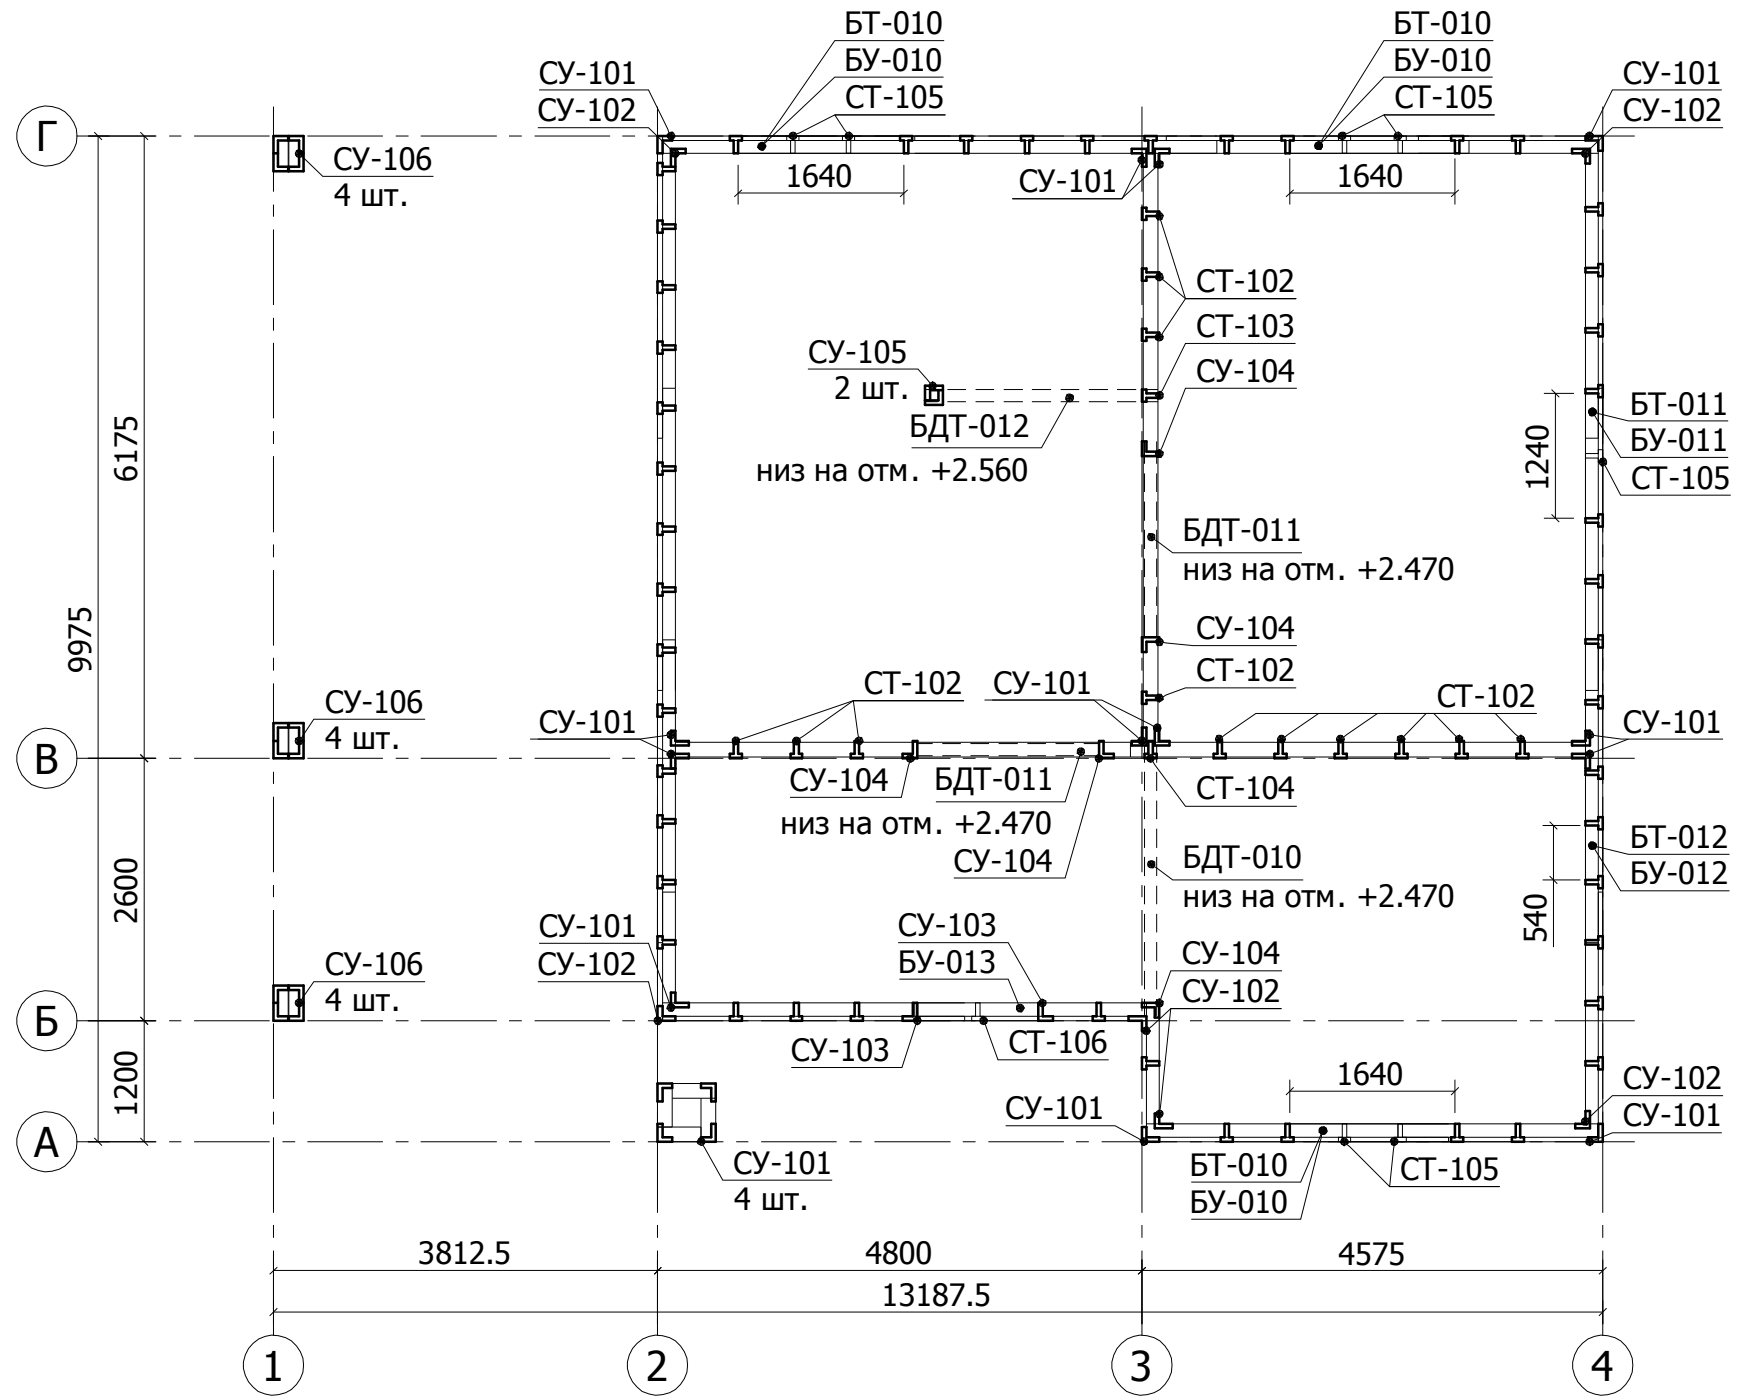 БТ-010
БТ-010
СУ-101
БУ-010
БУ-010
СУ-101
СУ-102
СТ-105
СТ-105
СУ-102
Г
СУ-106
4 шт.
1640
СУ-101
1640
СТ-102
СТ-103
СУ-105
2 шт.
СУ-104
БДТ-012
низ на отм. +2.560
БТ-011
БУ-011
СТ-105
1240
6175
9975
БДТ-011
низ на отм. +2.470
СУ-104
СТ-102
СУ-101
СТ-102
СТ-102
СУ-106
4 шт.
СУ-101
СУ-101
В
СУ-104
БДТ-011
низ на отм. +2.470
СУ-104
СТ-104
БТ-012
БУ-012
540
БДТ-010
низ на отм. +2.470
2600
СУ-101
СУ-102
СУ-103
БУ-013
СУ-104
СУ-102
СУ-106
4 шт.
Б
СУ-103
СТ-106
1200
1640
СУ-102
СУ-101
СУ-101
А
СУ-101
4 шт.
БТ-010
БУ-010
СТ-105
3812.5
4800
4575
13187.5
1
2
3
4